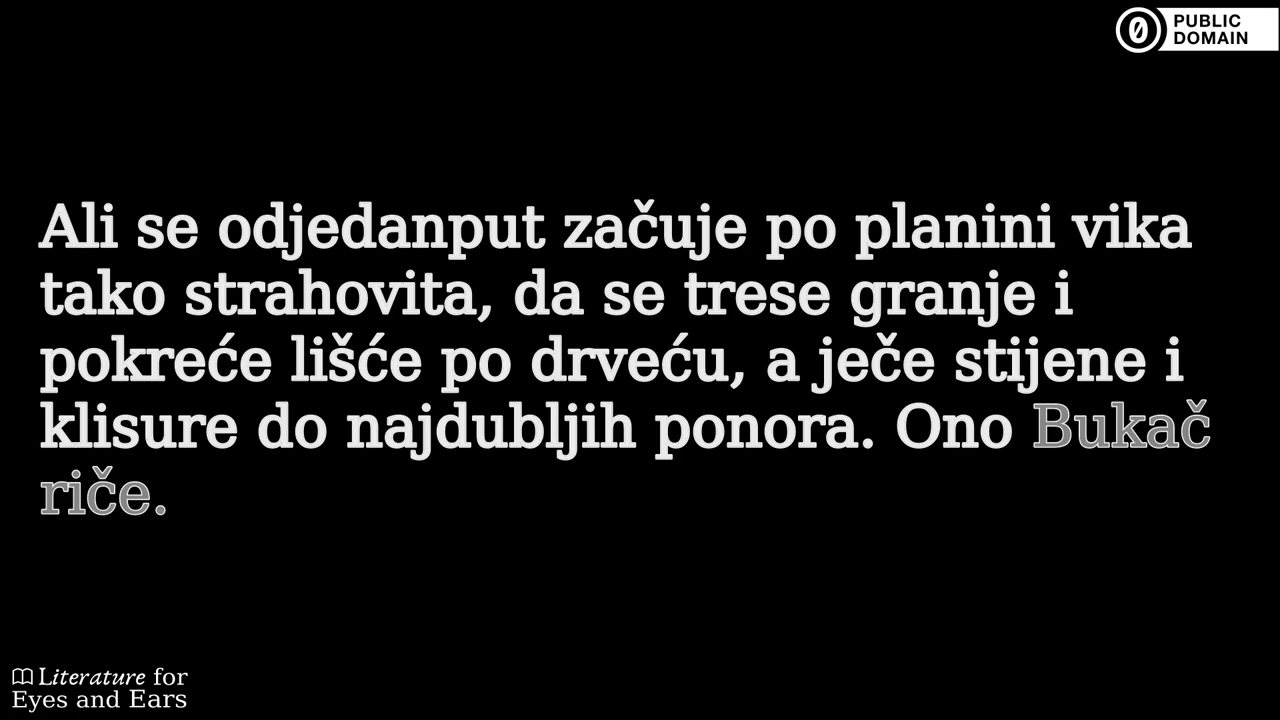 PUBLIC
DOMAIN
Ali se odjedanput začuje po planini vika
tako strahovita, da se trese granje i
pokreće lišće po drveću, a ječe stijene i
klisure do najdubljih ponora. Ono Bukač
riče.
Literature for
Eyes and Ears